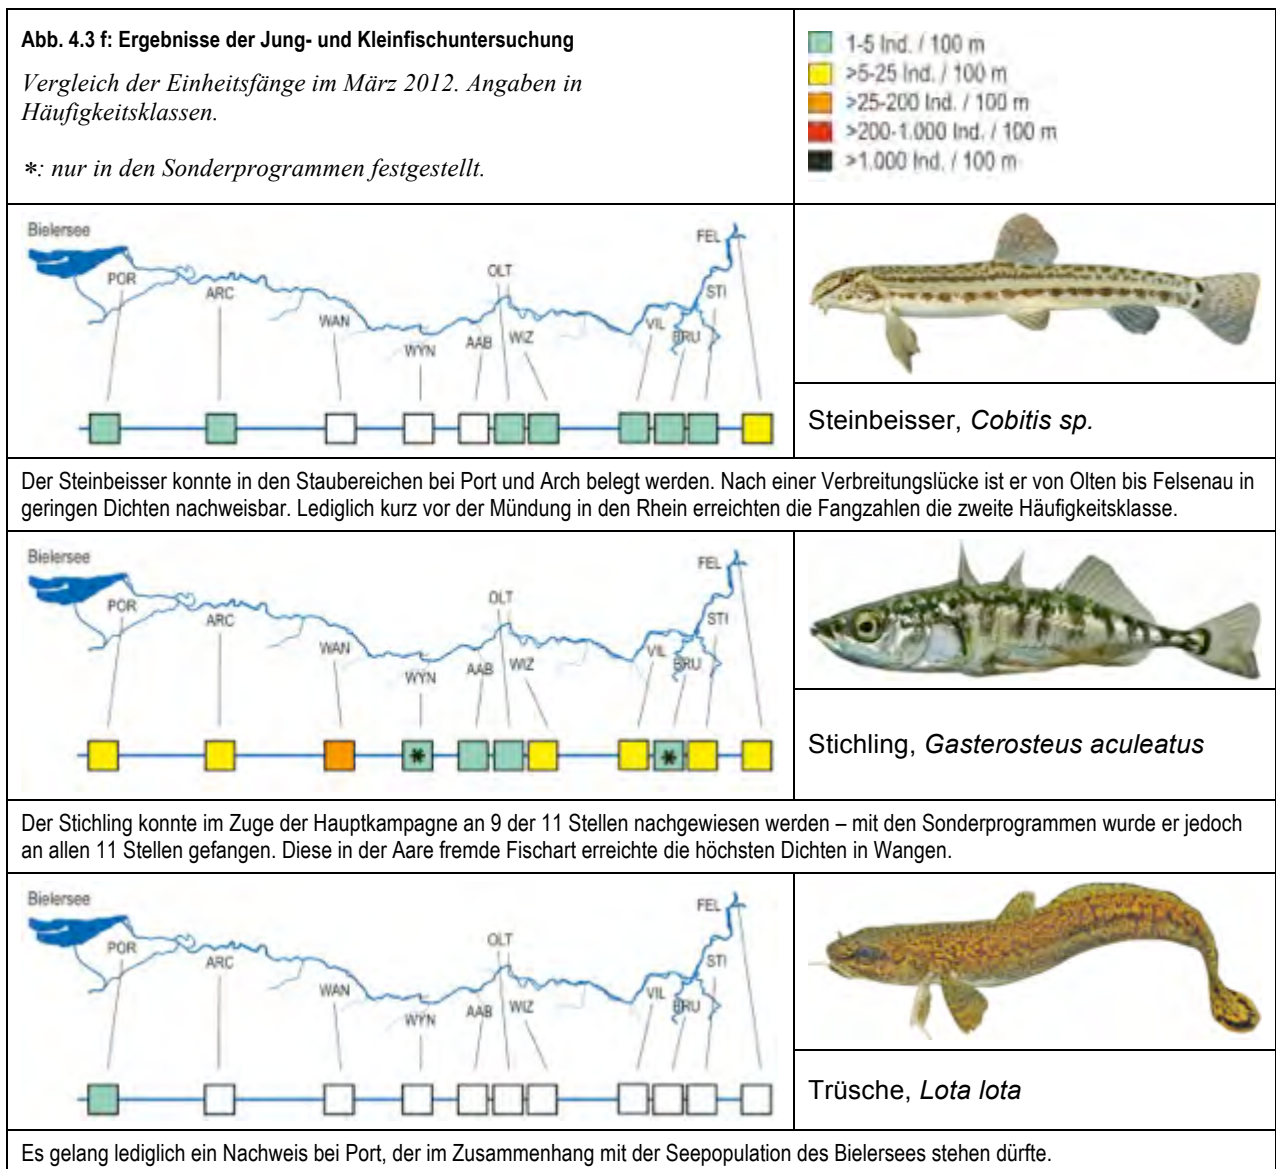 Abb. 4.3 f: Ergebnisse der Jung- und Kleinfischuntersuchung
Vergleich der Einheitsfänge im März 2012. Angaben in
Häufigkeitsklassen.
*: nur in den Sonderprogrammen festgestellt.
1-5 Ind. / 100 m
>5-25 Ind. / 100 m
>25-200 Ind. / 100 m
>200-1.000 Ind. / 100 m
>1.000 Ind. / 100 m
Bielersee
POR
ARC
WAN
WYN
AAB
OLT
WIZ
VIL
BRU
STI
FEL
Steinbeisser, Cobitis sp.
Der Steinbeisser konnte in den Staubereichen bei Port und Arch belegt werden. Nach einer Verbreitungslücke ist er von Olten bis Felsenau in
geringen Dichten nachweisbar. Lediglich kurz vor der Mündung in den Rhein erreichten die Fangzahlen die zweite Häufigkeitsklasse.
Bielersee
POR
ARC
WAN
WYN
AAB
OLT
WIZ
VIL
BRU
STI
FEL
*
*
Stichling, Gasterosteus aculeatus
Der Stichling konnte im Zuge der Hauptkampagne an 9 der 11 Stellen nachgewiesen werden – mit den Sonderprogrammen wurde er jedoch
an allen 11 Stellen gefangen. Diese in der Aare fremde Fischart erreichte die höchsten Dichten in Wangen.
Bielersee
POR
ARC
WAN
WYN
AAB
OLT
WIZ
VIL
BRU
STI
FEL
Trüsche, Lota lota
Es gelang lediglich ein Nachweis bei Port, der im Zusammenhang mit der Seepopulation des Bielersees stehen dürfte.